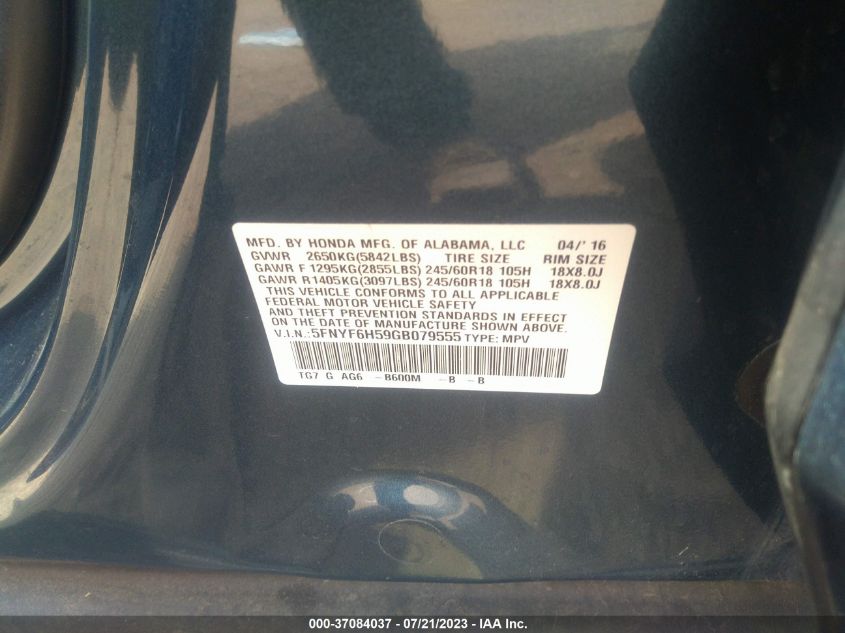 MFD. BY HONDA MFG. OF ALABAMA, LLC 04/' 16
GVWR 2650KG(5842LBS) TIRE SIZE RIM SIZE
GAWR F 1295KG(2855LBS) 245/60R18 105H 18X8.0J
GAWR R1405KG(3097LBS) 245/60R18 105H 18X8.0J
THIS VEHICLE CONFORMS TO ALL APPLICABLE
FEDERAL MOTOR VEHICLE SAFETY
AND THEFT PREVENTION STANDARDS IN EFFECT
ON THE DATE OF MANUFACTURE SHOWN ABOVE.
V.I.N.:5FNYF6H59GB079555 TYPE: MPV
TG7 G AG6 -B600M -B -B
000-37084037 - 07/21/2023 - IAA Inc.